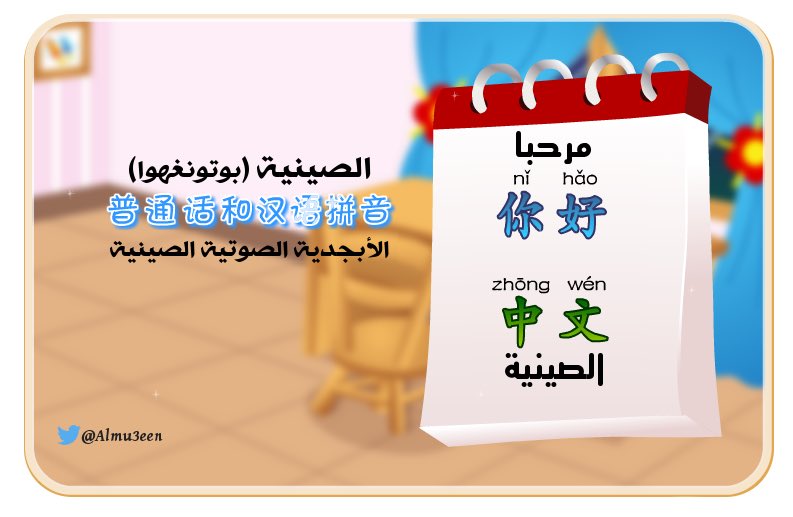 الصينية (بوتونغهوا)
普通话和汉语拼音
الأبجدية الصوتية الصينية
مرحبا
nǐ hǎo
你好
zhōng wén
中文
الصينية
@Almu3een